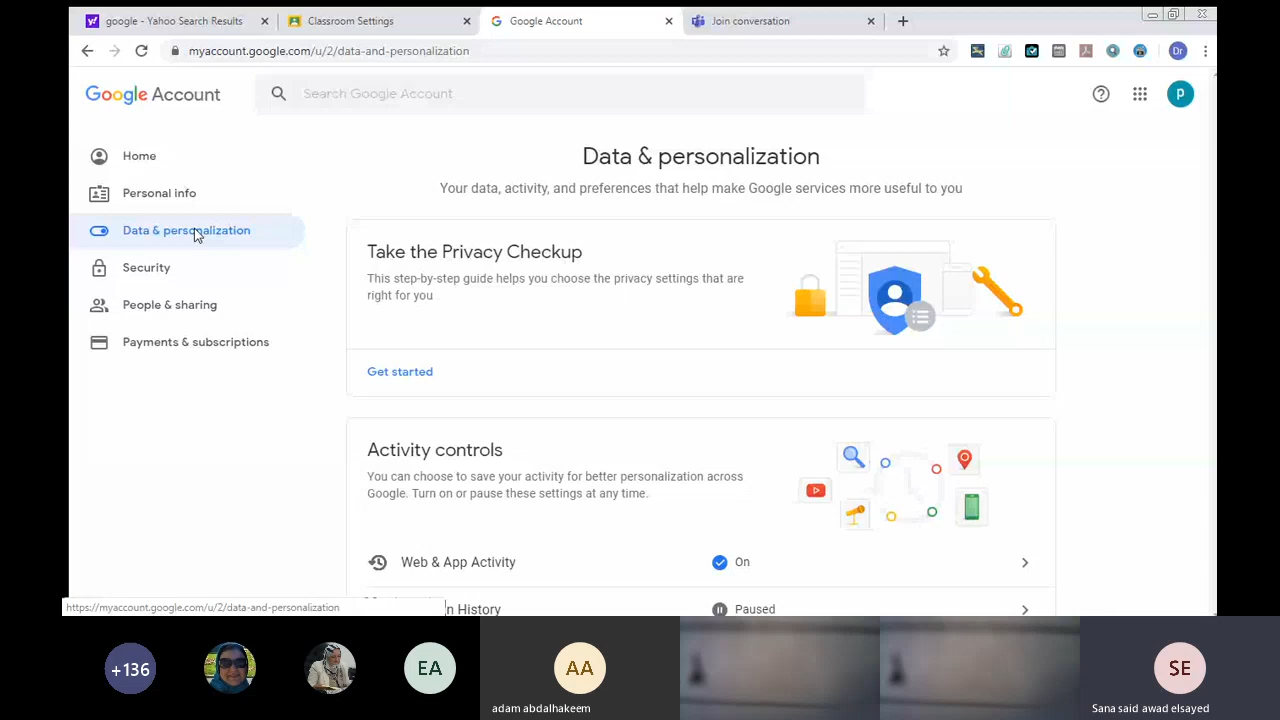 google - Yahoo Search Results
Classroom Settings
Google Account
Join conversation
myaccount.google.com/u/2/data-and-personalization
Dr
Google Account
Search Google Account
p
Home
Personal info
Data & personalization
Security
People & sharing
Payments & subscriptions
Data & personalization
Your data, activity, and preferences that help make Google services more useful to you
Take the Privacy Checkup
This step-by-step guide helps you choose the privacy settings that are
right for you
Get started
Activity controls
You can choose to save your activity for better personalization across
Google. Turn on or pause these settings at any time.
Web & App Activity
On
n History
Paused
https://myaccount.google.com/u/2/data-and-personalization
+136
EA
AA
adam abdalhakeem
SE
Sana said awad elsayed